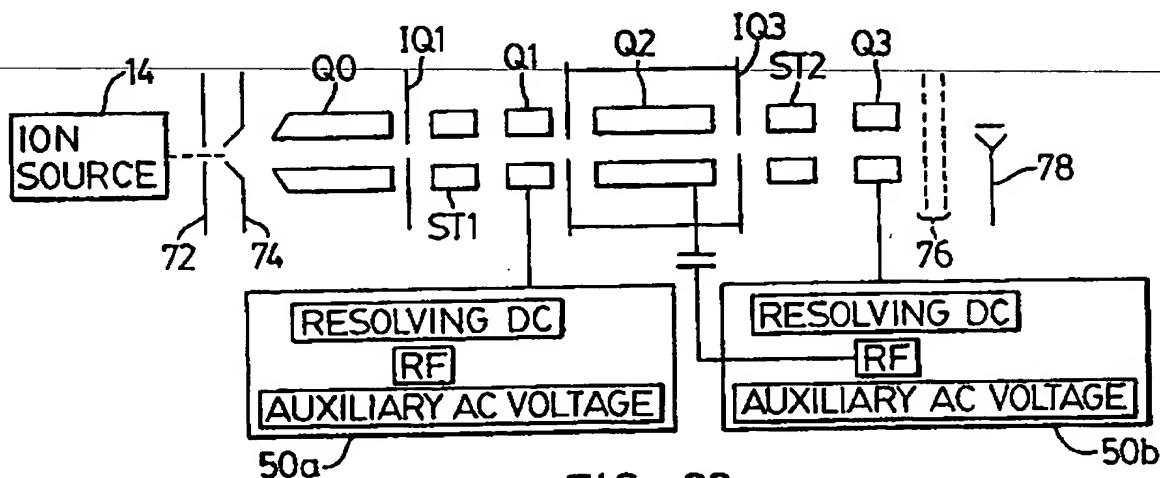 14
ION
SOURCE
72
74
Q0
IQ1
ST1
Q1
Q2
IQ3
ST2
Q3
76
78
RESOLVING DC
RF
AUXILIARY AC VOLTAGE
50a
RESOLVING DC
RF
AUXILIARY AC VOLTAGE
50b